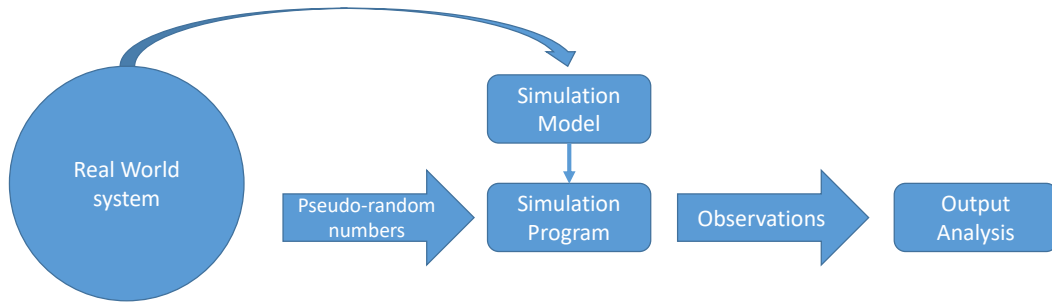 Simulation
Model
Real World
system
Pseudo-random
numbers
Simulation
Program
Observations
Output
Analysis